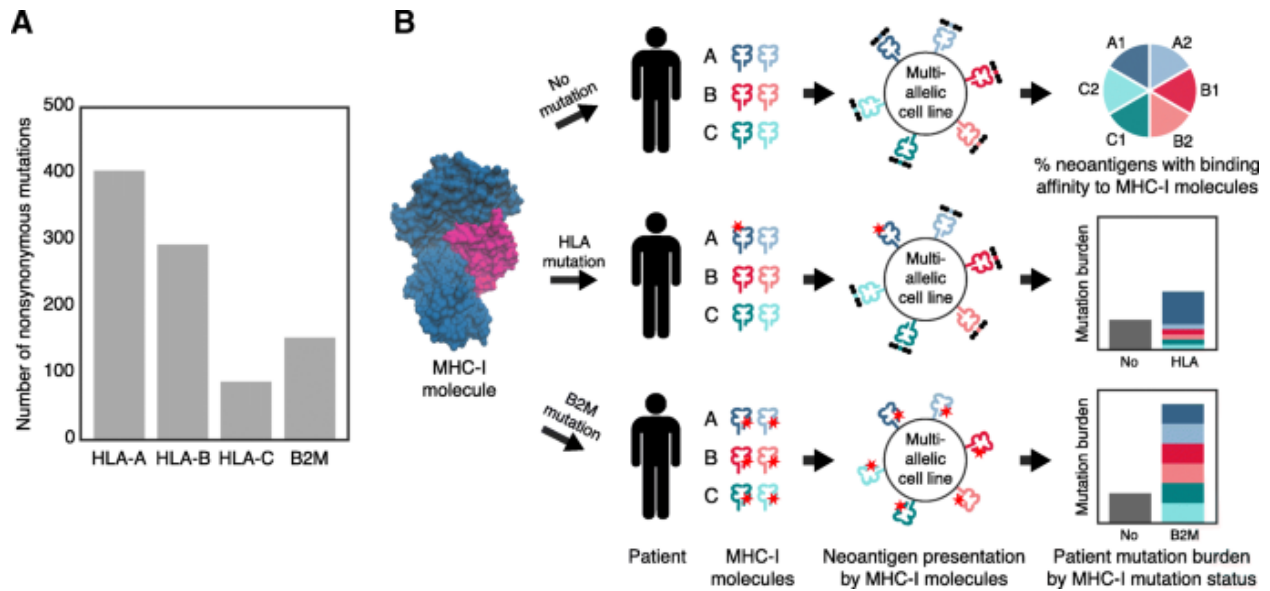 A
Number of nonsynonymous mutations
500
400
300
200
100
0
HLA-A
HLA-B
HLA-C
B2M
B
MHC-I
molecule
No
mutation
A
B
C
Multi-
allelic
cell line
A1
A2
B1
B2
C1
C2
% neoantigens with binding
affinity to MHC-I molecules
HLA
mutation
A
B
C
Multi-
allelic
cell line
Mutation burden
No
HLA
B2M
mutation
A
B
C
Multi-
allelic
cell line
Mutation burden
No
B2M
Patient
MHC-I
molecules
Neoantigen presentation
by MHC-I molecules
Patient mutation burden
by MHC-I mutation status